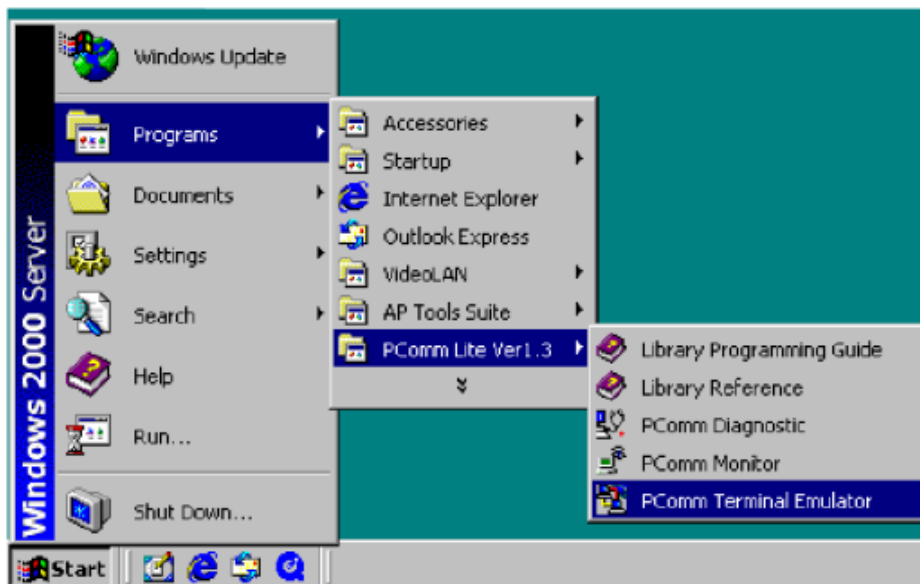 Windows 2000 Server
Windows Update
Programs
Documents
Settings
Search
Help
Run...
Shut Down...
Accessories
Startup
Internet Explorer
Outlook Express
VideoLAN
AP Tools Suite
PComm Lite Ver1.3
Library Programming Guide
Library Reference
PComm Diagnostic
PComm Monitor
PComm Terminal Emulator
Start